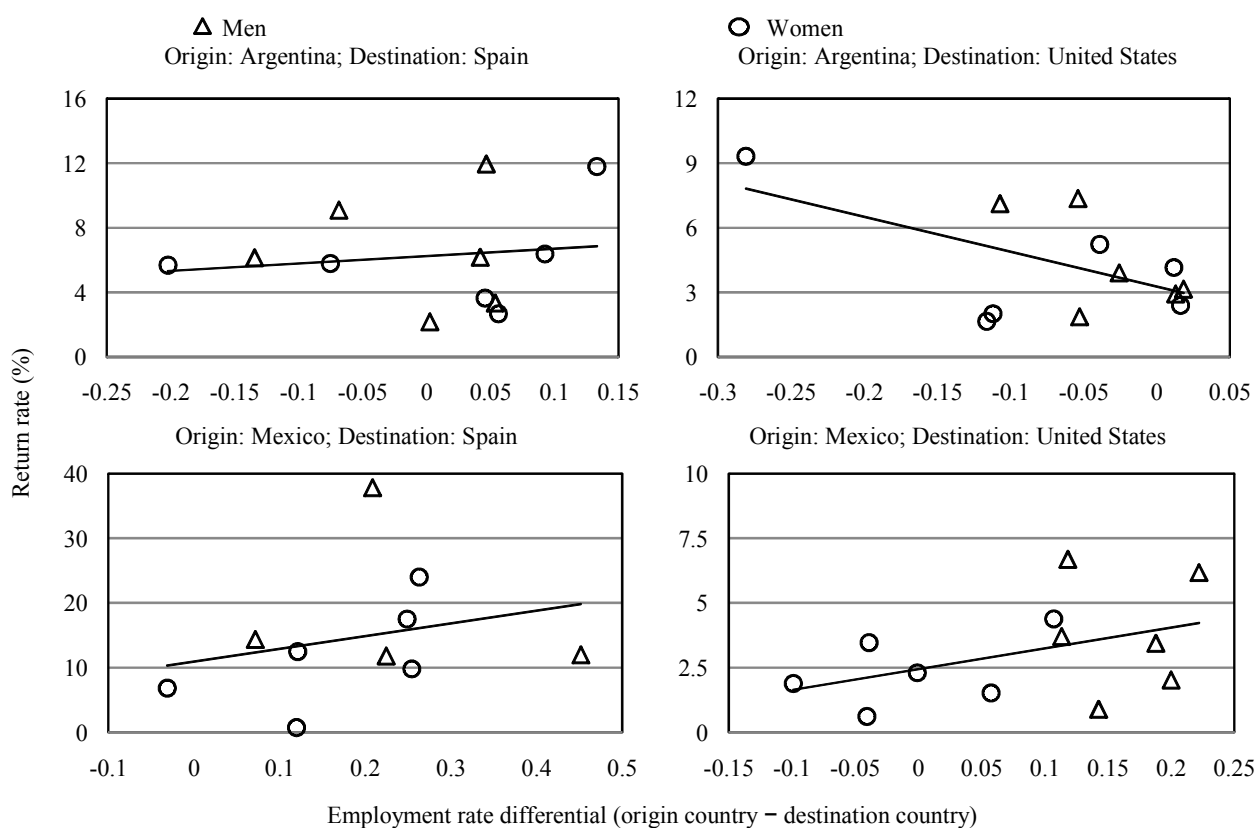 Men
Women
Origin: Argentina; Destination: Spain
Origin: Argentina; Destination: United States
16
12
8
4
0
-0.25 -0.2 -0.15 -0.1 -0.05 0 0.05 0.1 0.15
12
9
6
3
0
-0.3 -0.25 -0.2 -0.15 -0.1 -0.05 0 0.05
Return rate (%)
Origin: Mexico; Destination: Spain
Origin: Mexico; Destination: United States
40
30
20
10
0
-0.1 0 0.1 0.2 0.3 0.4 0.5
10
7.5
5
2.5
0
-0.15 -0.1 -0.05 0 0.05 0.1 0.15 0.2 0.25
Employment rate differential (origin country − destination country)